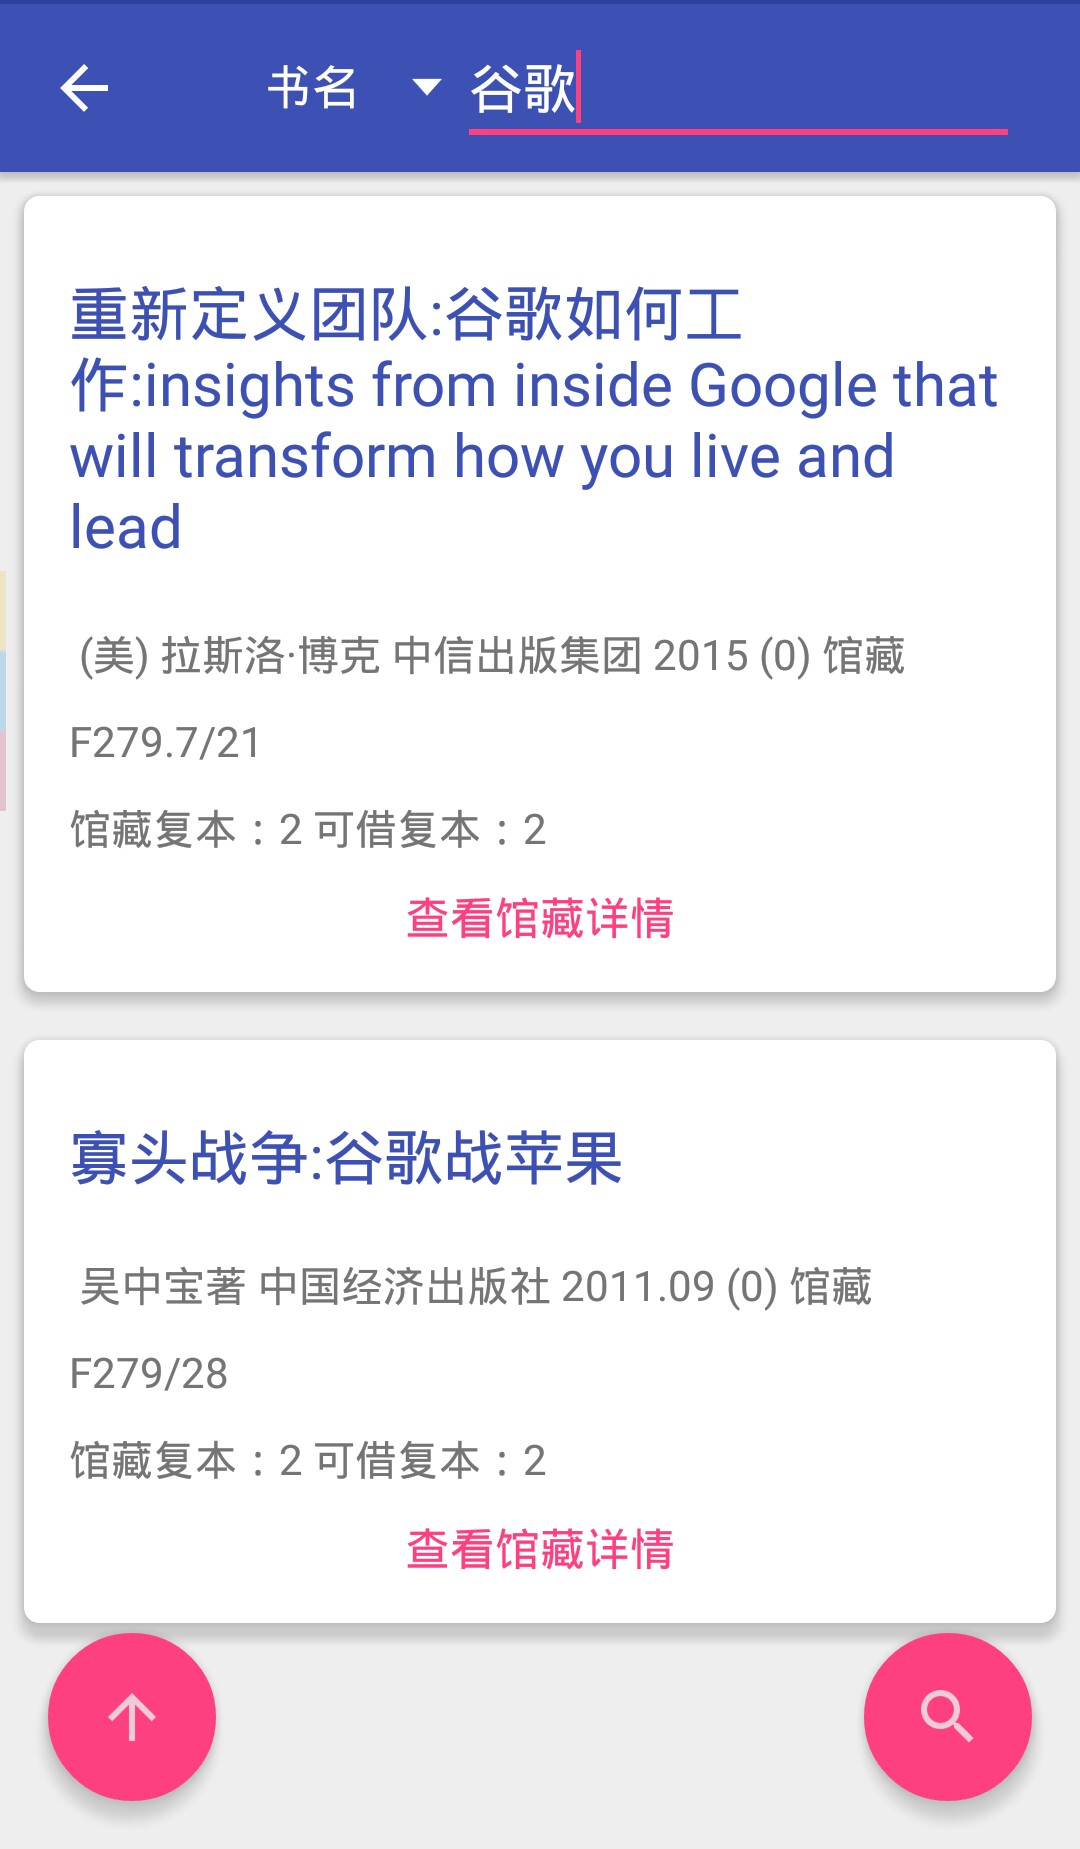 书名 谷歌
重新定义团队:谷歌如何工
作:insights from inside Google that
will transform how you live and
lead
(美) 拉斯洛·博克 中信出版集团 2015 (0) 馆藏
F279.7/21
馆藏复本：2 可借复本：2
查看馆藏详情
寡头战争:谷歌战苹果
吴中宝著 中国经济出版社 2011.09 (0) 馆藏
F279/28
馆藏复本：2 可借复本：2
查看馆藏详情